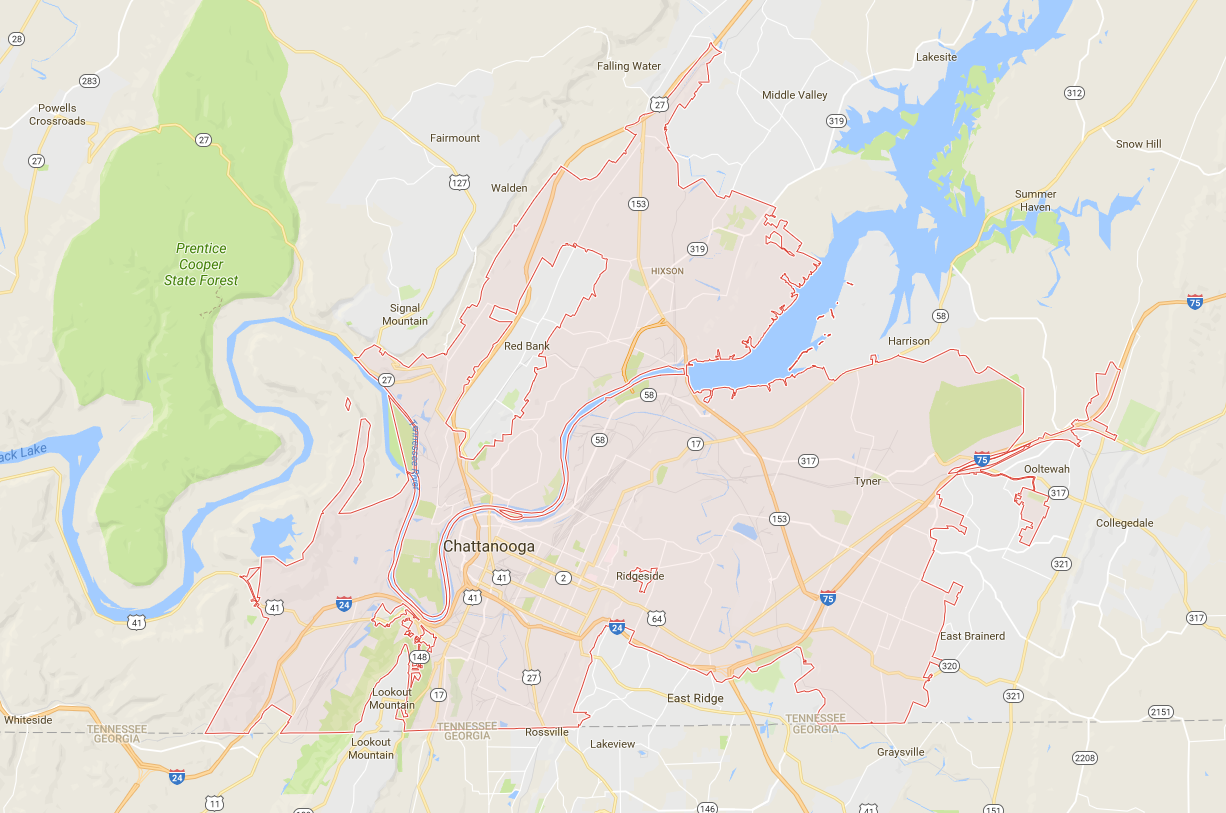 28
Falling Water
Lakesite
283
Middle Valley
27
312
Powells
Crossroads
319
27
Fairmount
Snow Hill
27
127
Walden
Summer
Haven
153
319
Prentice
Cooper
State Forest
HIXSON
75
Signal
Mountain
58
Harrison
Red Bank
27
58
58
17
ack Lake
Tennessee River
317
75
Ooltewah
Tyner
317
153
Collegedale
Chattanooga
321
41
2
Ridgeside
41
75
24
41
64
317
41
24
East Brainerd
148
320
27
Lookout
Mountain
17
East Ridge
321
2151
Whiteside
TENNESSEE
GEORGIA
TENNESSEE
GEORGIA
TENNESSEE
GEORGIA
Rossville
Lookout
Mountain
Lakeview
Graysville
2208
24
11
146
41
151